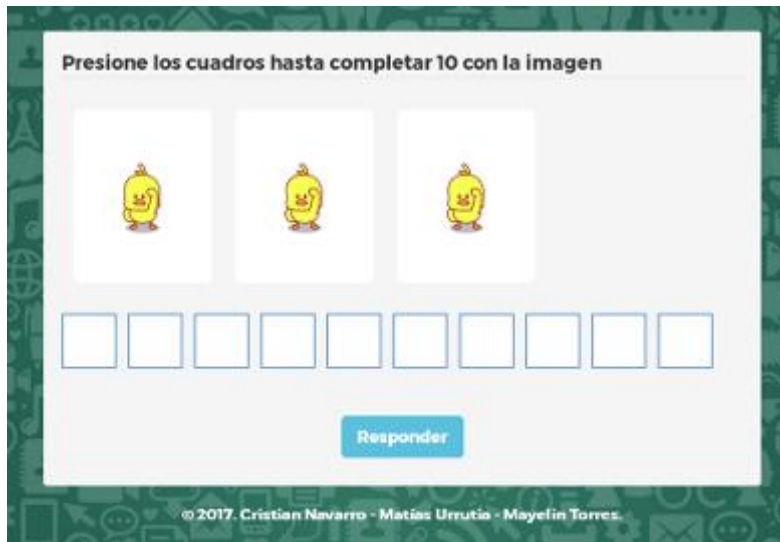 Presione los cuadros hasta completar 10 con la imagen
Responder
© 2017. Cristian Navarro - Matías Urrutia - Mayelin Torres.